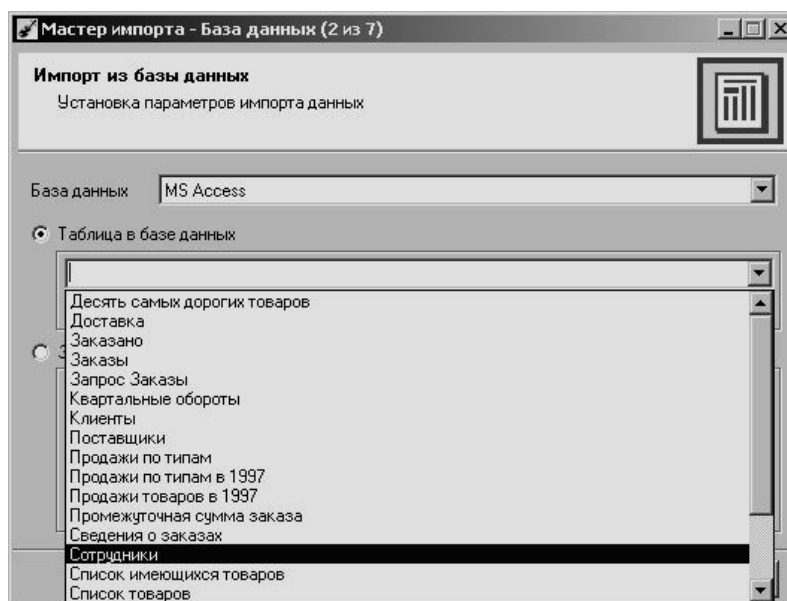 Мастер импорта - База данных (2 из 7)
Импорт из базы данных
Установка параметров импорта данных
База данных MS Access
Таблица в базе данных
Десять самых дорогих товаров
Доставка
Заказано
Заказы
Запрос Заказы
Квартальные обороты
Клиенты
Поставщики
Продажи по типам
Продажи по типам в 1997
Продажи товаров в 1997
Промежуточная сумма заказа
Сведения о заказах
Сотрудники
Список имеющихся товаров
Список товаров